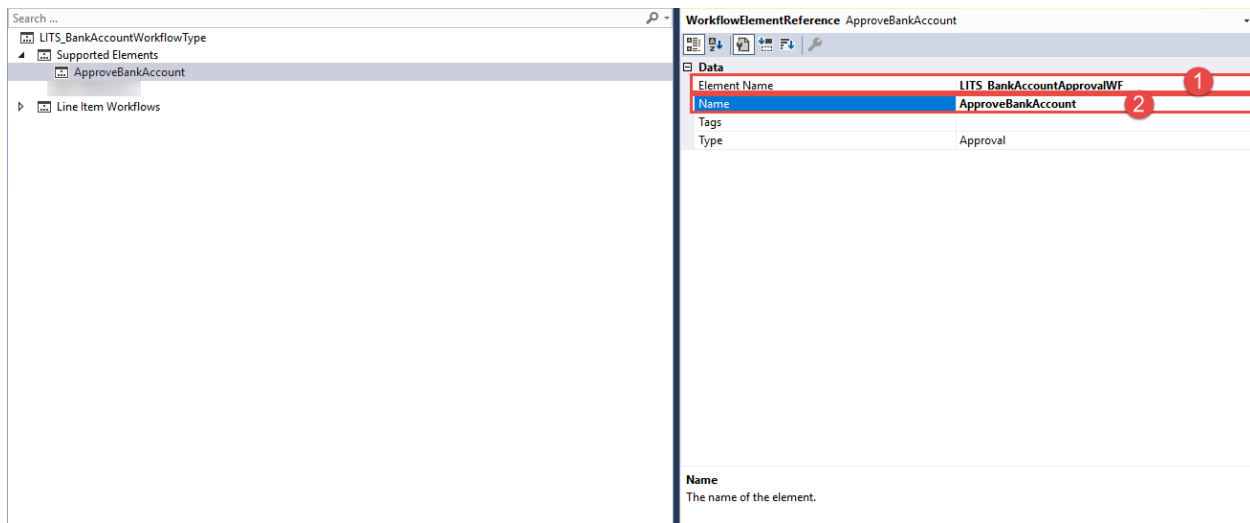 Search ...
LITS_BankAccountWorkflowType
Supported Elements
ApproveBankAccount
Line Item Workflows
WorkflowElementReference ApproveBankAccount
Data
Element Name LITS_BankAccountApprovalWF 1
Name ApproveBankAccount 2
Tags
Type Approval
Name
The name of the element.